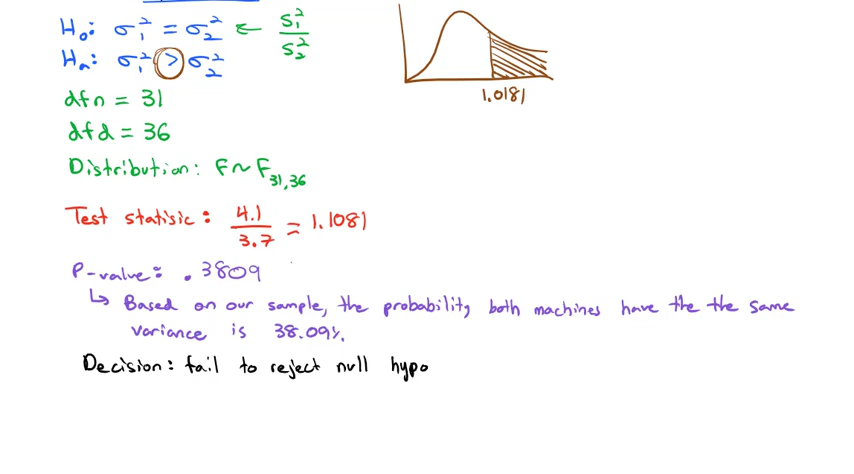 H₀: σ₁² = σ₂² ← S₁²/S₂²
Hₐ: σ₁² > σ₂²
1.0181
dfn = 31
dfd = 36
Distribution: F ~ F₃₁,₃₆
Test statisic: 4.1/3.7 = 1.1081
P-value: .3809
↳ Based on our sample, the probability both machines have the the same
variance is 38.09%.
Decision: fail to reject null hypo